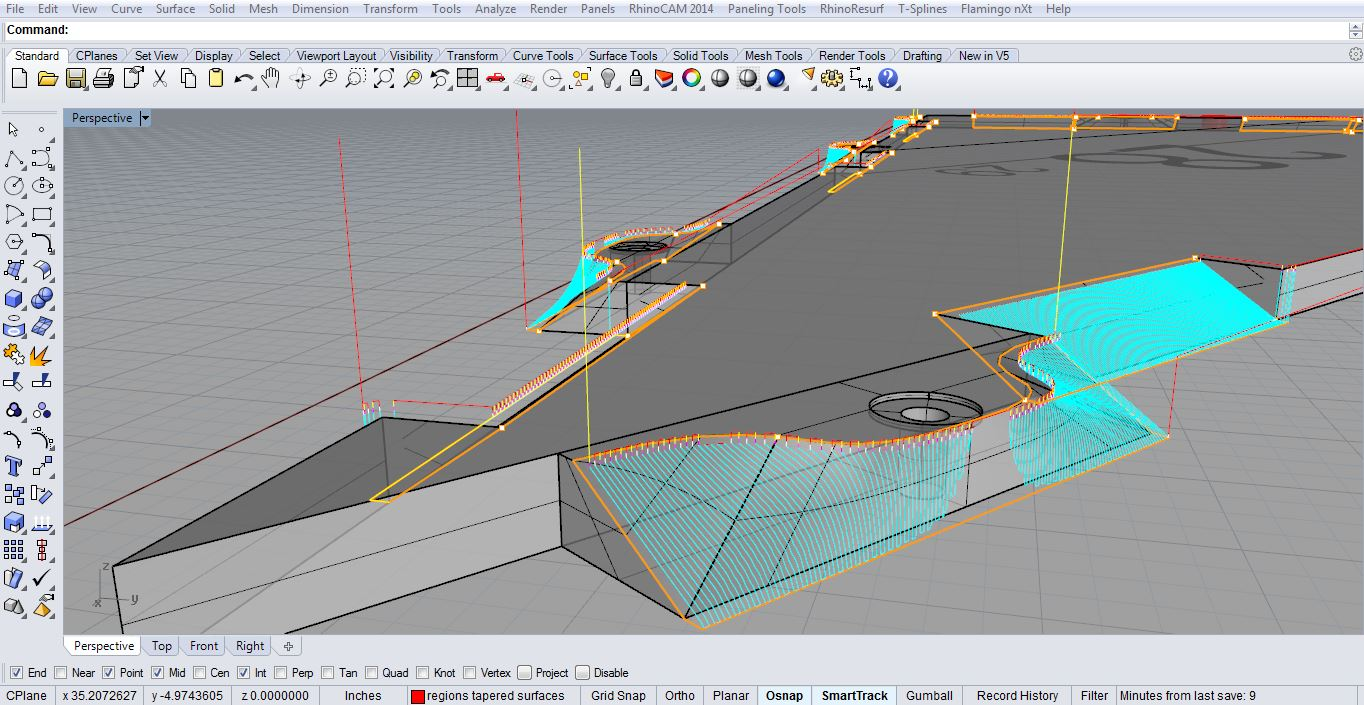 File Edit View Curve Surface Solid Mesh Dimension Transform Tools Analyze Render Panels RhinoCAM 2014 Paneling Tools RhinoResurf T-Splines Flamingo nXt Help
Command:
Standard CPlanes Set View Display Select Viewport Layout Visibility Transform Curve Tools Surface Tools Solid Tools Mesh Tools Render Tools Drafting New in V5
Perspective
z
x y
Perspective Top Front Right
End Near Point Mid Cen Int Perp Tan Quad Knot Vertex Project Disable
CPlane x 35.2072627 y -4.9743605 z 0.0000000 Inches regions tapered surfaces Grid Snap Ortho Planar Osnap SmartTrack Gumball Record History Filter Minutes from last save: 9